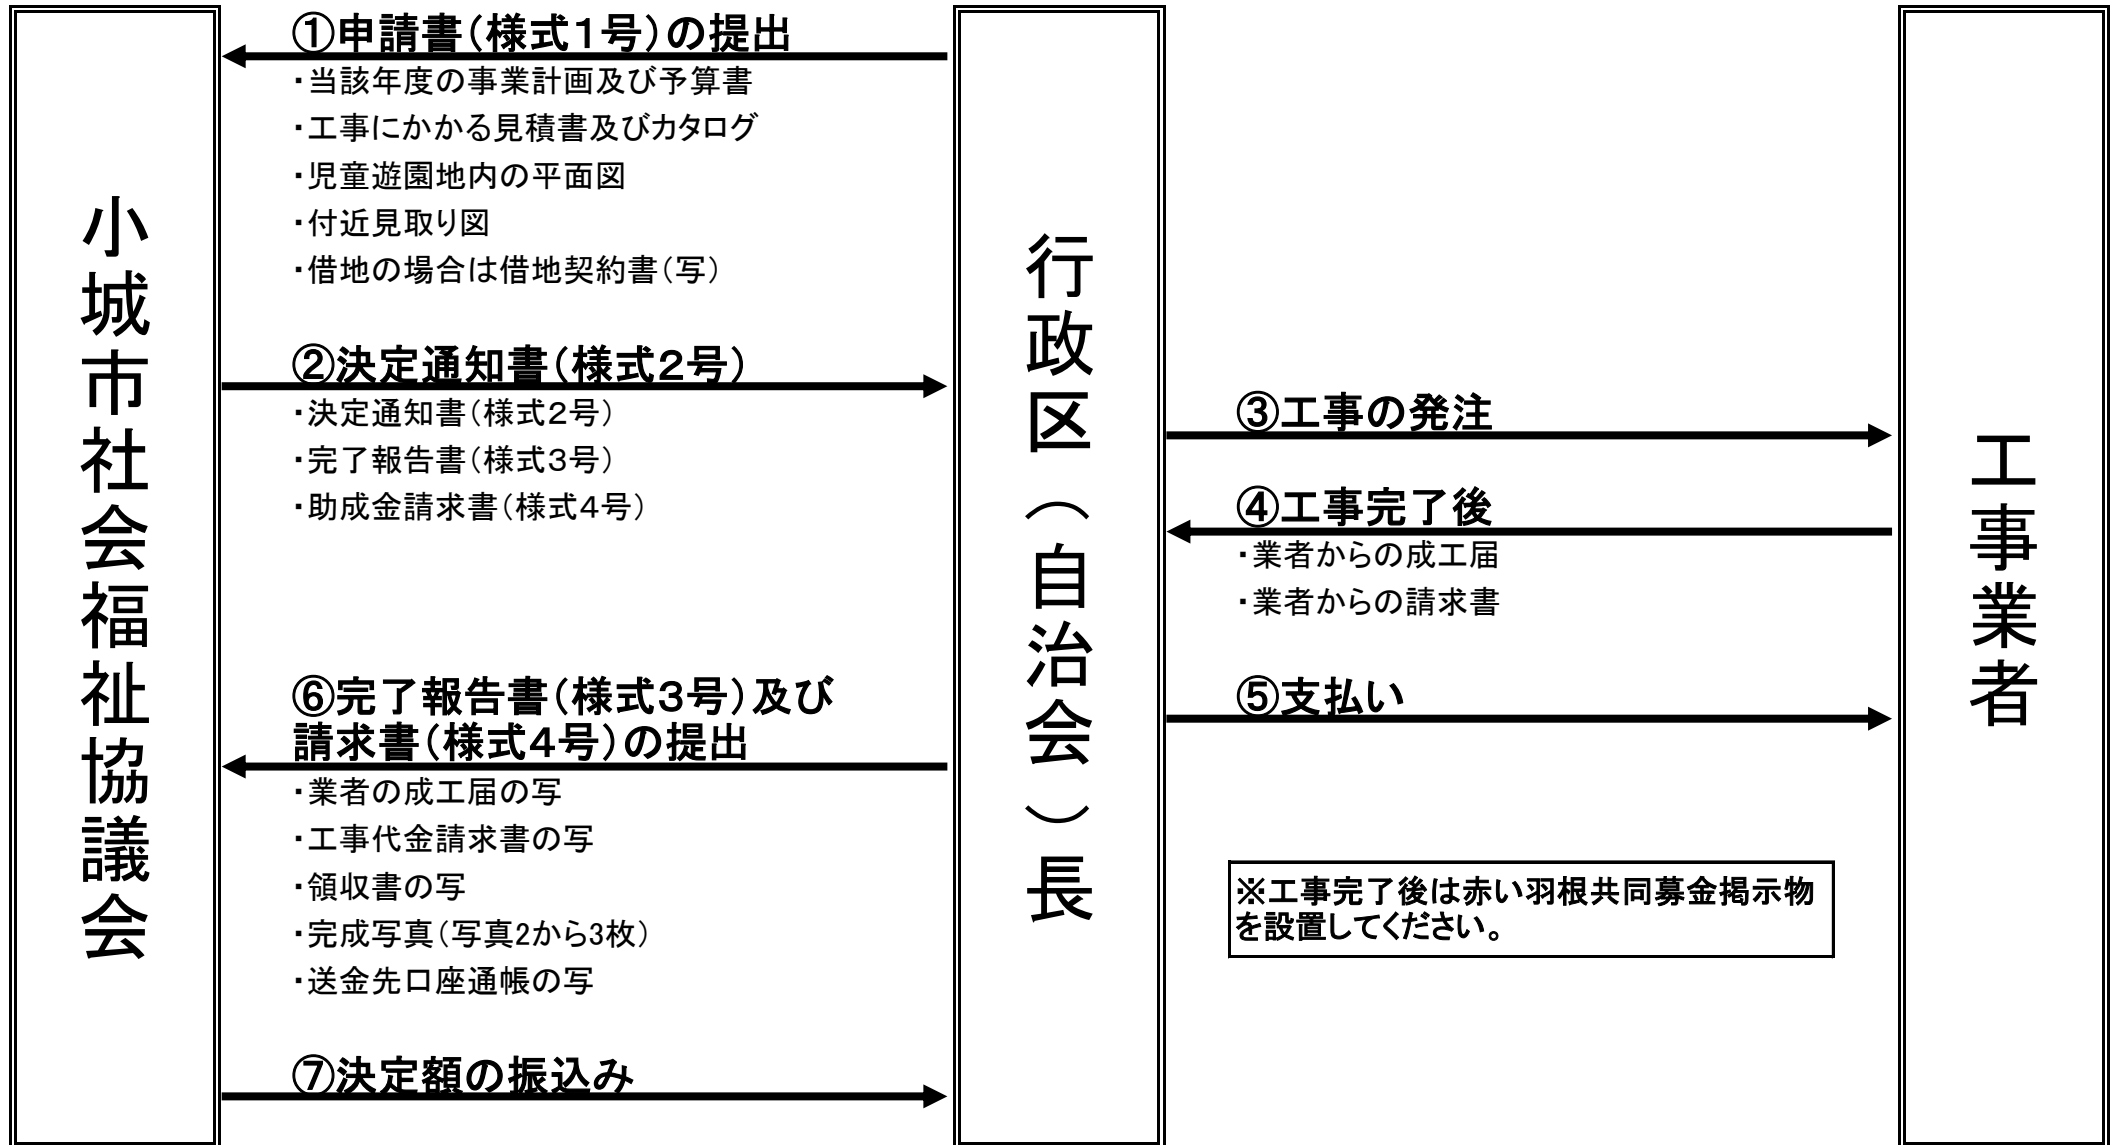 小城市社会福祉協議会
①申請書（様式１号）の提出
・当該年度の事業計画及び予算書
・工事にかかる見積書及びカタログ
・児童遊園地内の平面図
・付近見取り図
・借地の場合は借地契約書（写）
②決定通知書（様式２号）
・決定通知書（様式２号）
・完了報告書（様式３号）
・助成金請求書（様式４号）
⑥完了報告書（様式３号）及び
請求書（様式４号）の提出
・業者の成工届の写
・工事代金請求書の写
・領収書の写
・完成写真（写真2から3枚）
・送金先口座通帳の写
⑦決定額の振込み
行政区（自治会）長
③工事の発注
④工事完了後
・業者からの成工届
・業者からの請求書
⑤支払い
※工事完了後は赤い羽根共同募金掲示物
を設置してください。
工事業者